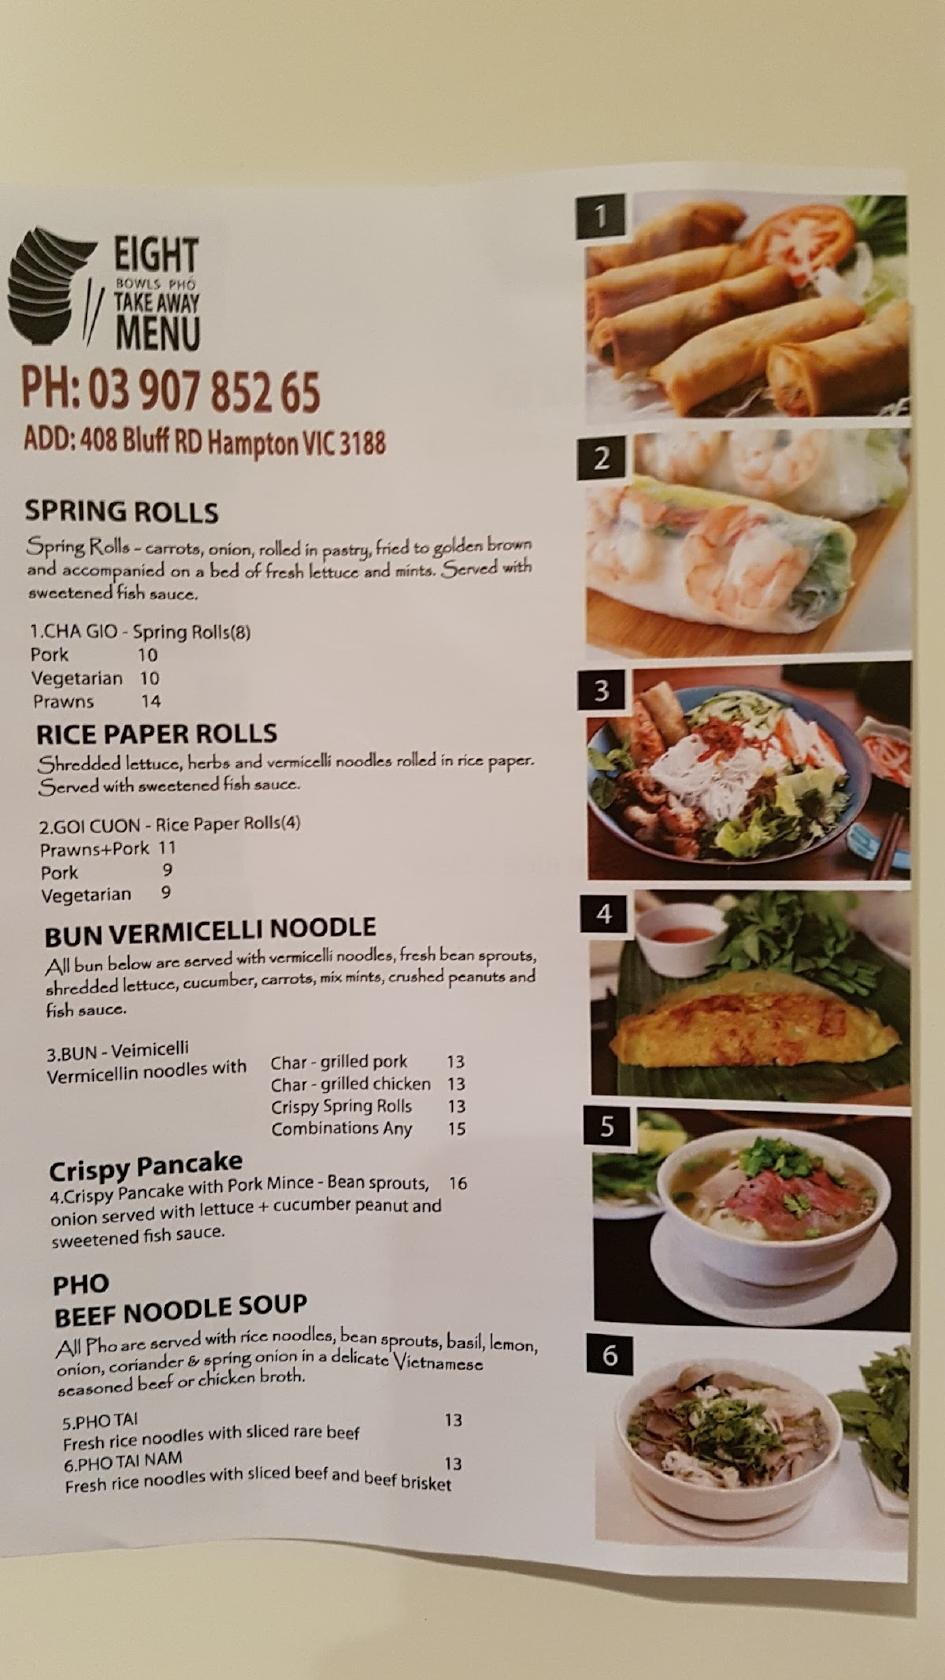 EIGHT
BOWLS PHỞ
TAKE AWAY
MENU
PH: 03 907 852 65
ADD: 408 Bluff RD Hampton VIC 3188
SPRING ROLLS
Spring Rolls - carrots, onion, rolled in pastry, fried to golden brown
and accompanied on a bed of fresh lettuce and mints. Served with
sweetened fish sauce.
1.CHA GIO - Spring Rolls(8)
Pork 10
Vegetarian 10
Prawns 14
RICE PAPER ROLLS
Shredded lettuce, herbs and vermicelli noodles rolled in rice paper.
Served with sweetened fish sauce.
2.GOI CUON - Rice Paper Rolls(4)
Prawns+Pork 11
Pork 9
Vegetarian 9
BUN VERMICELLI NOODLE
All bun below are served with vermicelli noodles, fresh bean sprouts,
shredded lettuce, cucumber, carrots, mix mints, crushed peanuts and
fish sauce.
3.BUN - Veimicelli
Vermicellin noodles with Char - grilled pork 13
Char - grilled chicken 13
Crispy Spring Rolls 13
Combinations Any 15
Crispy Pancake
4.Crispy Pancake with Pork Mince - Bean sprouts, 16
onion served with lettuce + cucumber peanut and
sweetened fish sauce.
PHO
BEEF NOODLE SOUP
All Pho are served with rice noodles, bean sprouts, basil, lemon,
onion, coriander & spring onion in a delicate Vietnamese
seasoned beef or chicken broth.
5.PHO TAI 13
Fresh rice noodles with sliced rare beef
6.PHO TAI NAM 13
Fresh rice noodles with sliced beef and beef brisket
1
2
3
4
5
6